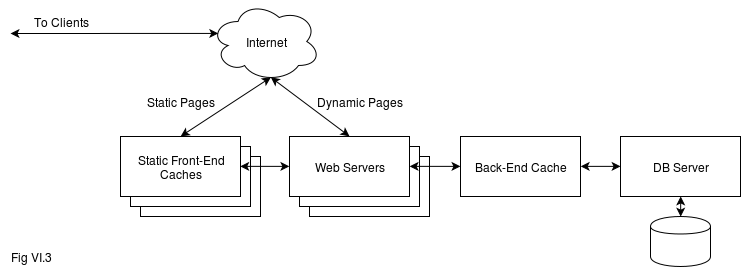 To Clients
Internet
Static Pages
Dynamic Pages
Static Front-End
Caches
Web Servers
Back-End Cache
DB Server
Fig VI.3